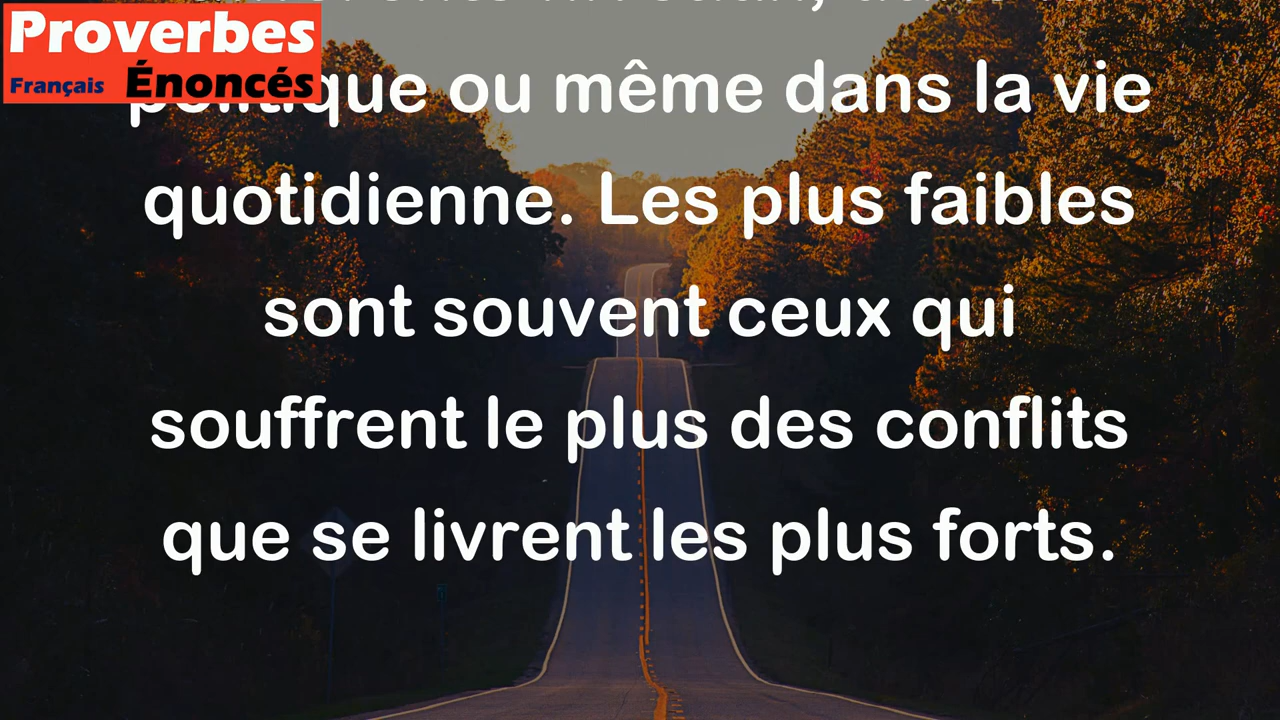 Proverbes
Français Énoncés
politique ou même dans la vie
quotidienne. Les plus faibles
sont souvent ceux qui
souffrent le plus des conflits
que se livrent les plus forts.